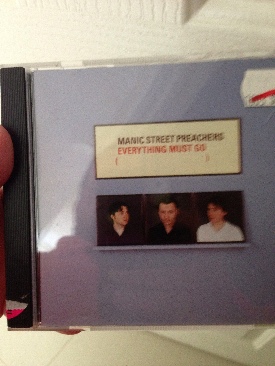 MANIC STREET PREACHERS
EVERYTHING MUST GO
( )